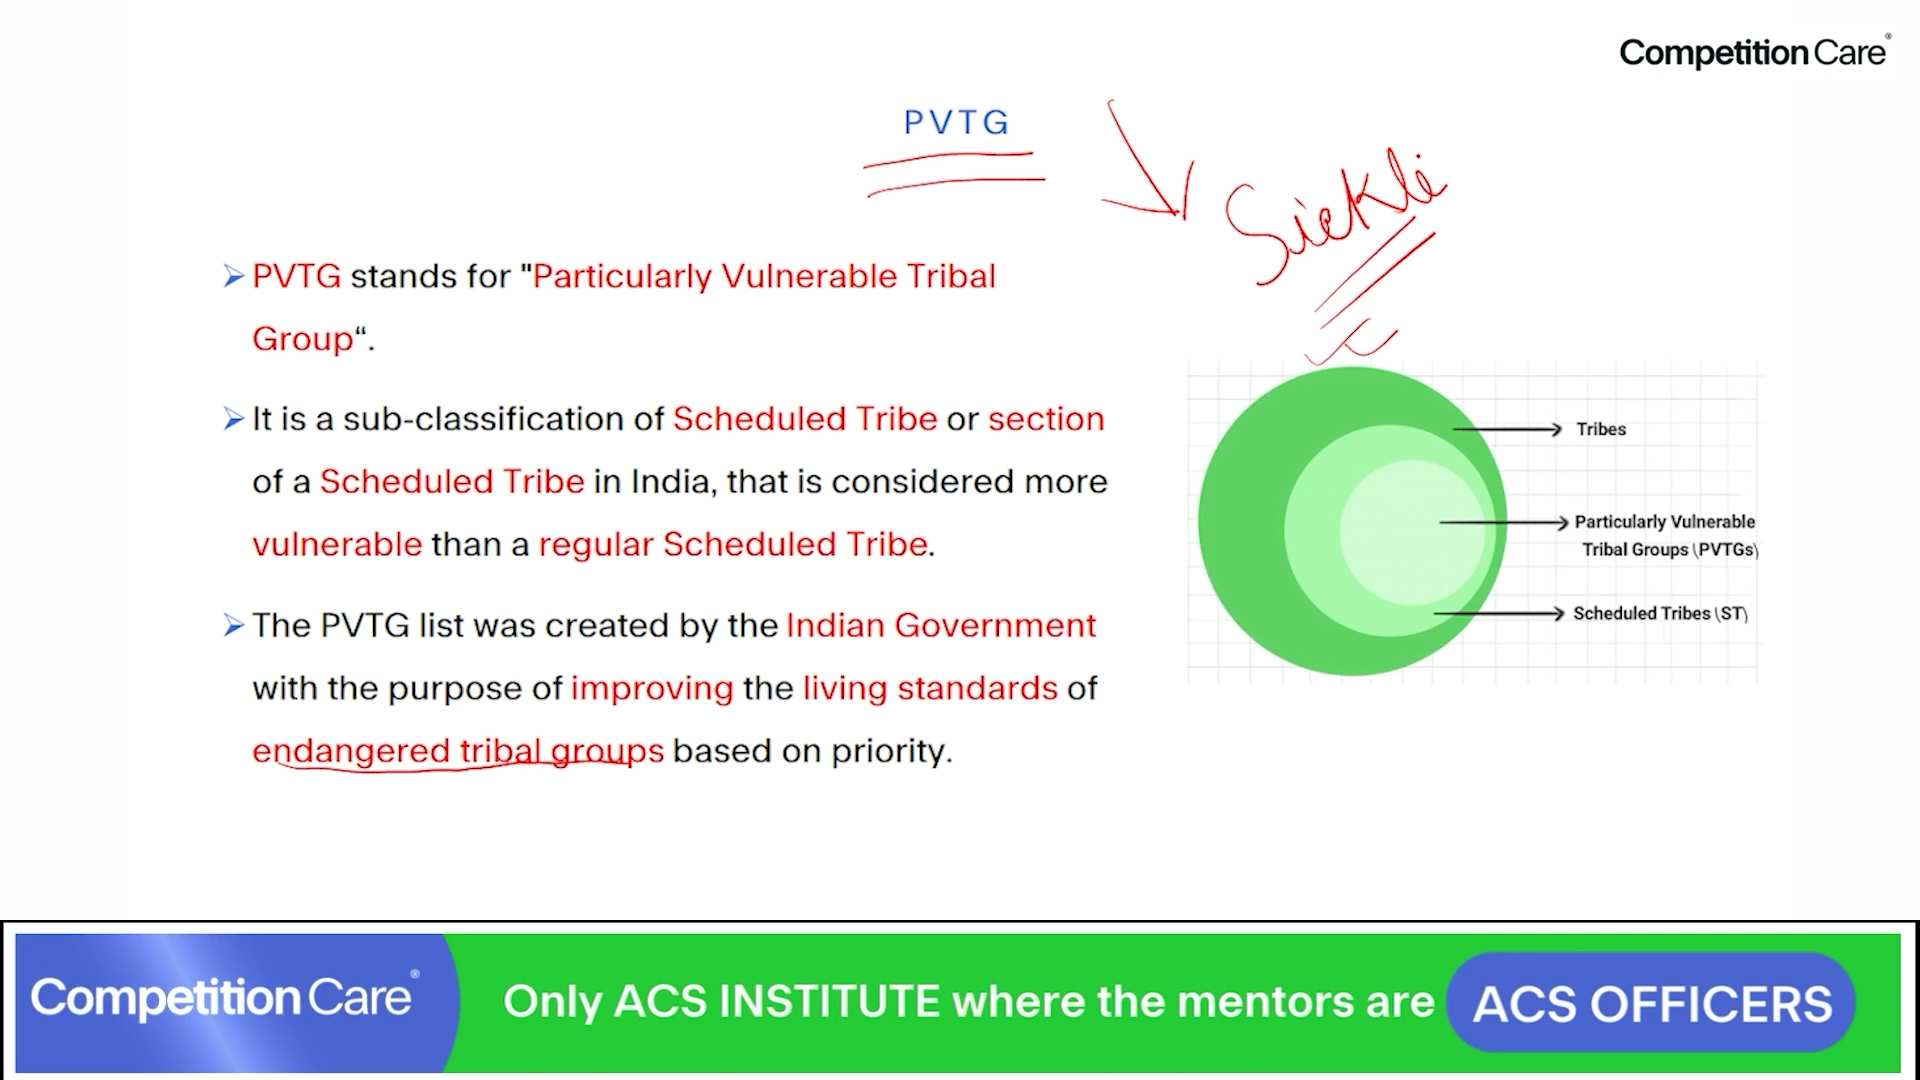 Competition Care®
PVTG
Sickli
PVTG stands for "Particularly Vulnerable Tribal
Group“.
It is a sub-classification of Scheduled Tribe or section
of a Scheduled Tribe in India, that is considered more
vulnerable than a regular Scheduled Tribe.
The PVTG list was created by the Indian Government
with the purpose of improving the living standards of
endangered tribal groups based on priority.
Tribes
Particularly Vulnerable
Tribal Groups (PVTGs)
Scheduled Tribes (ST)
Competition Care®
Only ACS INSTITUTE where the mentors are ACS OFFICERS